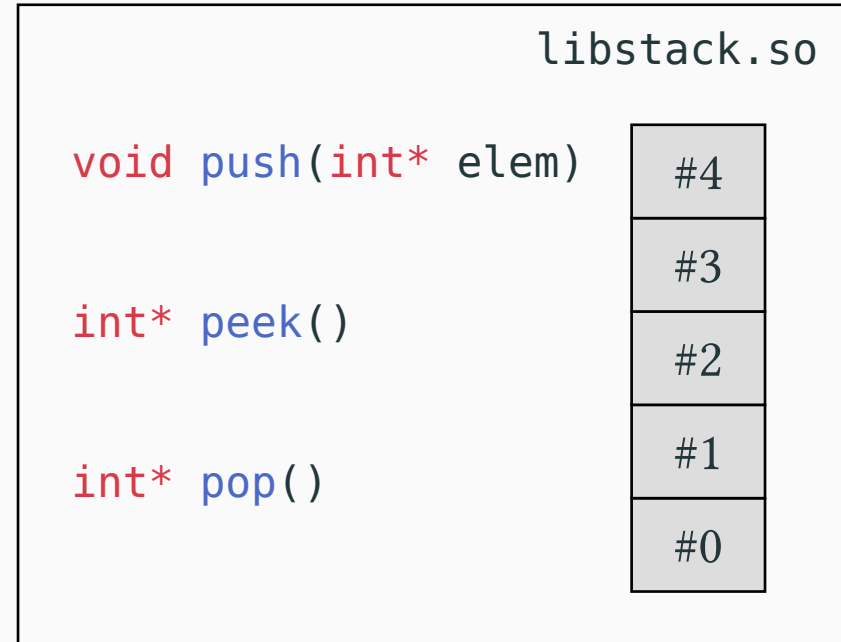 libstack.so
void push(int* elem)
#4
#3
int* peek()
#2
#1
int* pop()
#0